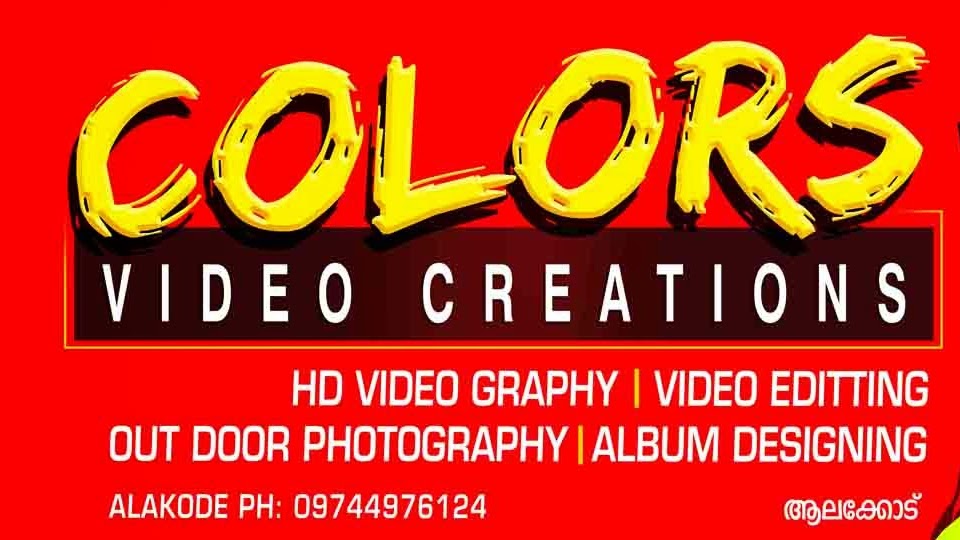 COLORS
VIDEO CREATIONS
HD VIDEO GRAPHY | VIDEO EDITTING
OUT DOOR PHOTOGRAPHY | ALBUM DESIGNING
ALAKODE PH: 09744976124 ആലക്കോട്